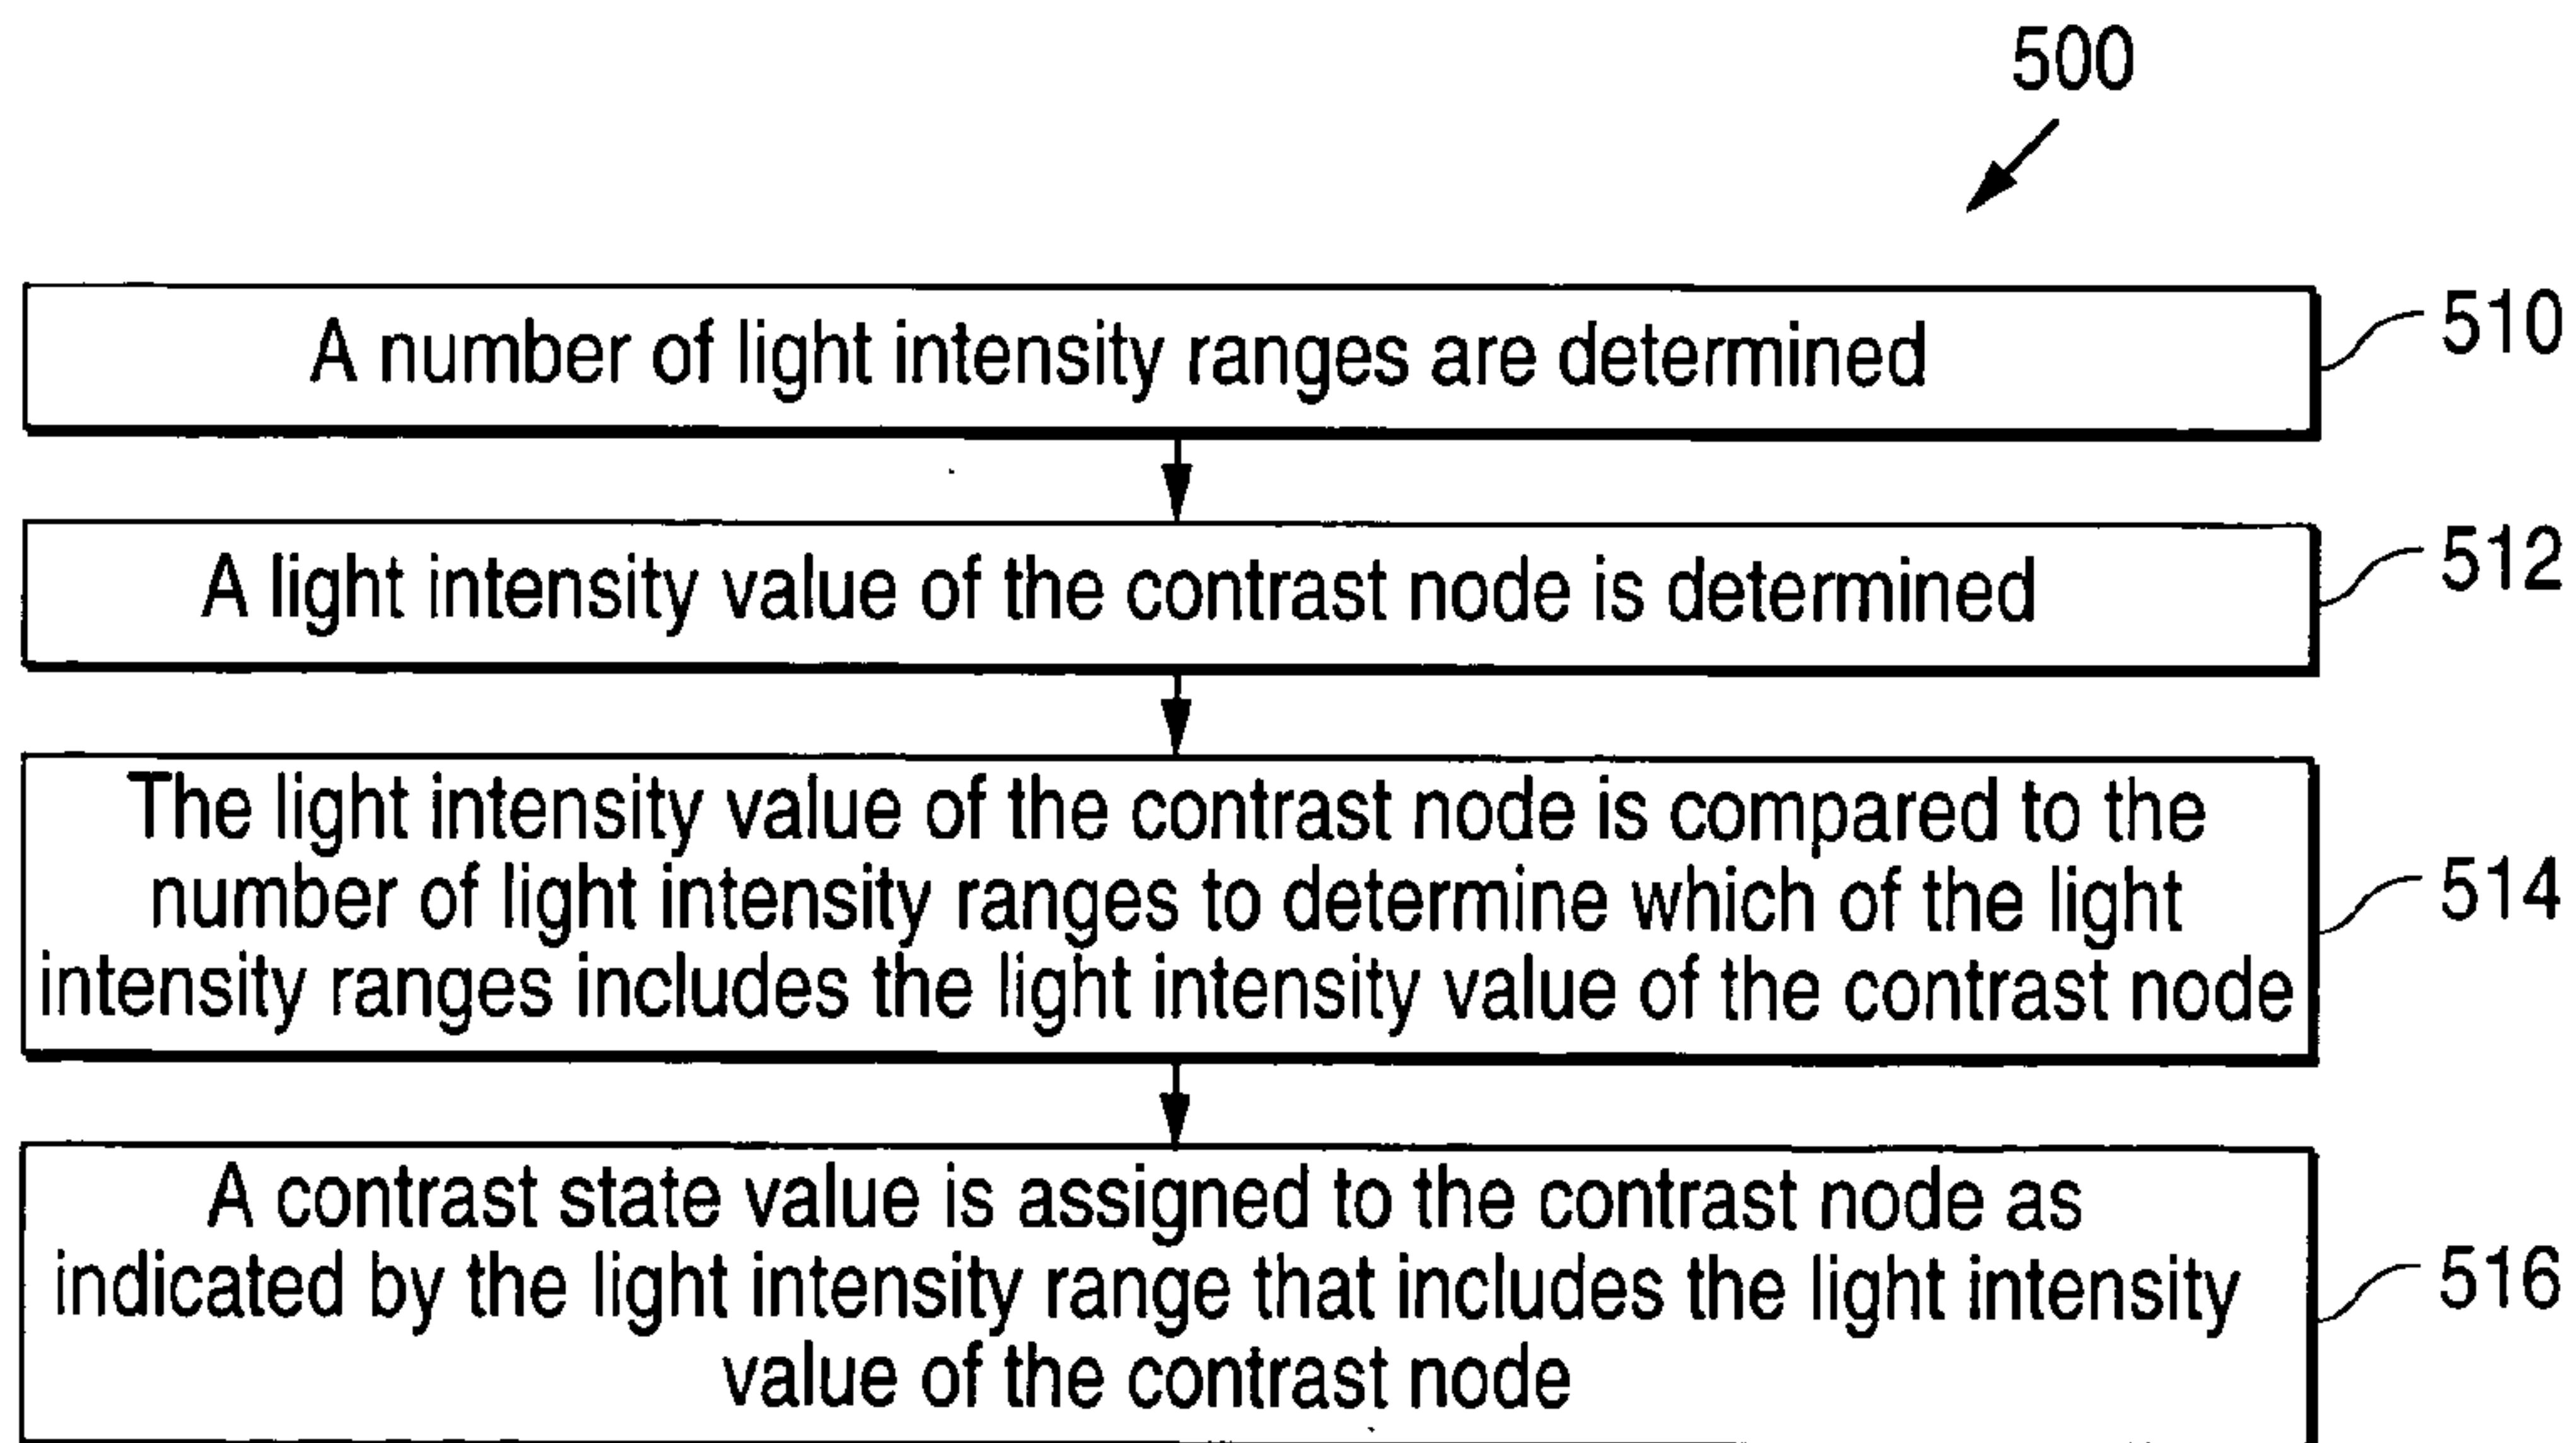 500
A number of light intensity ranges are determined
510
A light intensity value of the contrast node is determined
512
The light intensity value of the contrast node is compared to the
number of light intensity ranges to determine which of the light
intensity ranges includes the light intensity value of the contrast node
514
A contrast state value is assigned to the contrast node as
indicated by the light intensity range that includes the light intensity
value of the contrast node
516